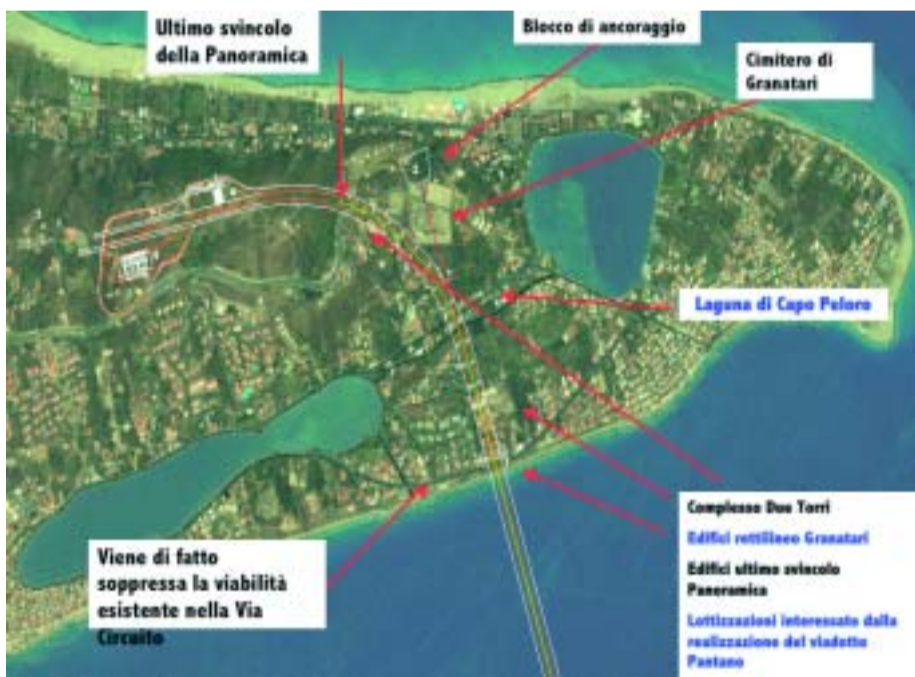 Ultimo svincolo
della Panoramica
Blocco di ancoraggio
Cimitero di
Granatari
Laguna di Capo Peloro
Viene di fatto
soppressa la viabilità
esistente nella Via
Circuito
Complesso Due Torri
Edifici rettilineo Granatari
Edifici ultimo svincolo
Panoramica
Lottizzazioni interessate dalla
realizzazione del viadotto
Pantano